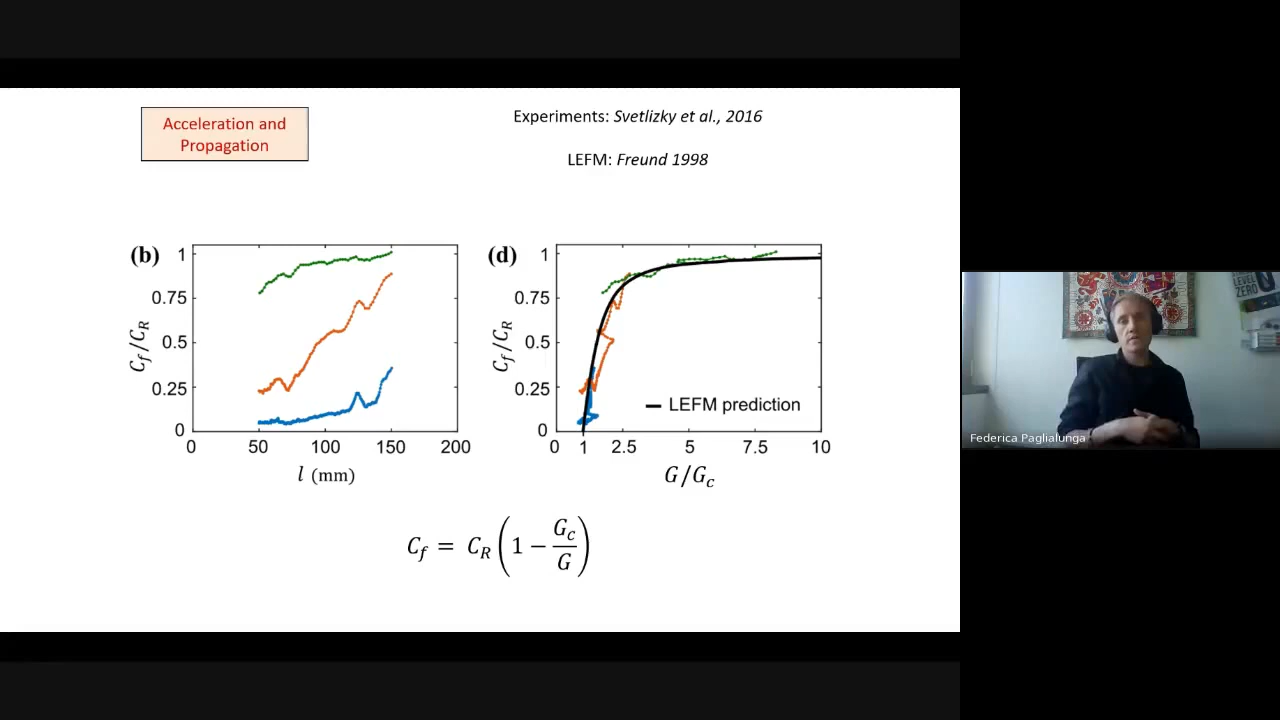 Acceleration and
Propagation
Experiments: Svetlizky et al., 2016
LEFM: Freund 1998
(b)
C_f/C_R
1
0.75
0.5
0.25
0
0
50
100
150
200
l (mm)
(d)
C_f/C_R
1
0.75
0.5
0.25
0
0
1
2.5
5
7.5
10
LEFM prediction
G/G_c
C_f = C_R (1 − G_c/G)
LEVEL
ZERO
Federica Paglialunga